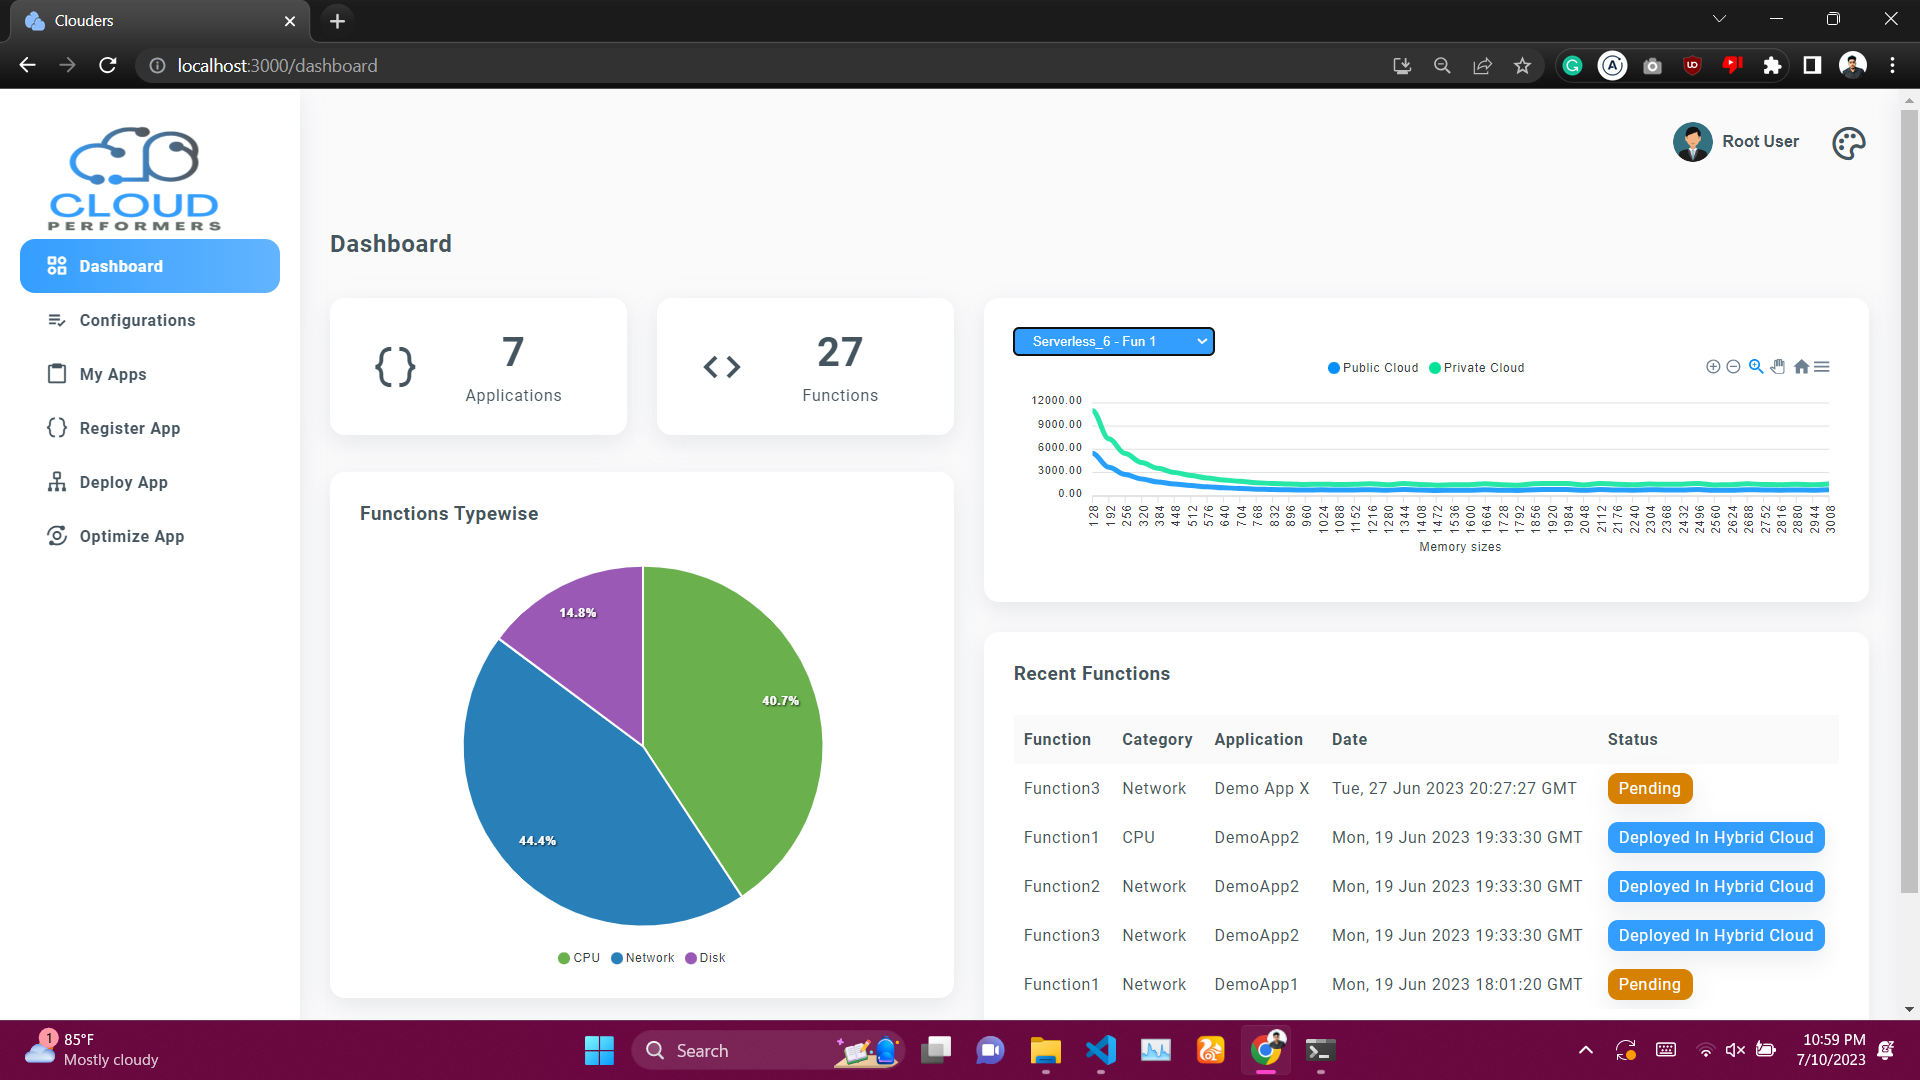 Clouders
localhost:3000/dashboard
CLOUD
PERFORMERS
Root User
Dashboard
Configurations
My Apps
Register App
Deploy App
Optimize App
Dashboard
7
Applications
27
Functions
Functions Typewise
14.8%
40.7%
44.4%
CPU Network Disk
Serverless_6 - Fun 1
Public Cloud Private Cloud
12000.00
9000.00
6000.00
3000.00
0.00
128 192 256 320 384 448 512 576 640 704 768 832 896 960 1024 1088 1152 1216 1280 1344 1408 1472 1536 1600 1664 1728 1792 1856 1920 1984 2048 2112 2176 2240 2304 2368 2432 2496 2560 2624 2688 2752 2816 2880 2944 3008
Memory sizes
Recent Functions
Function Category Application Date Status
Function3 Network Demo App X Tue, 27 Jun 2023 20:27:27 GMT Pending
Function1 CPU DemoApp2 Mon, 19 Jun 2023 19:33:30 GMT Deployed In Hybrid Cloud
Function2 Network DemoApp2 Mon, 19 Jun 2023 19:33:30 GMT Deployed In Hybrid Cloud
Function3 Network DemoApp2 Mon, 19 Jun 2023 19:33:30 GMT Deployed In Hybrid Cloud
Function1 Network DemoApp1 Mon, 19 Jun 2023 18:01:20 GMT Pending
1
85°F
Mostly cloudy
Search
10:59 PM
7/10/2023